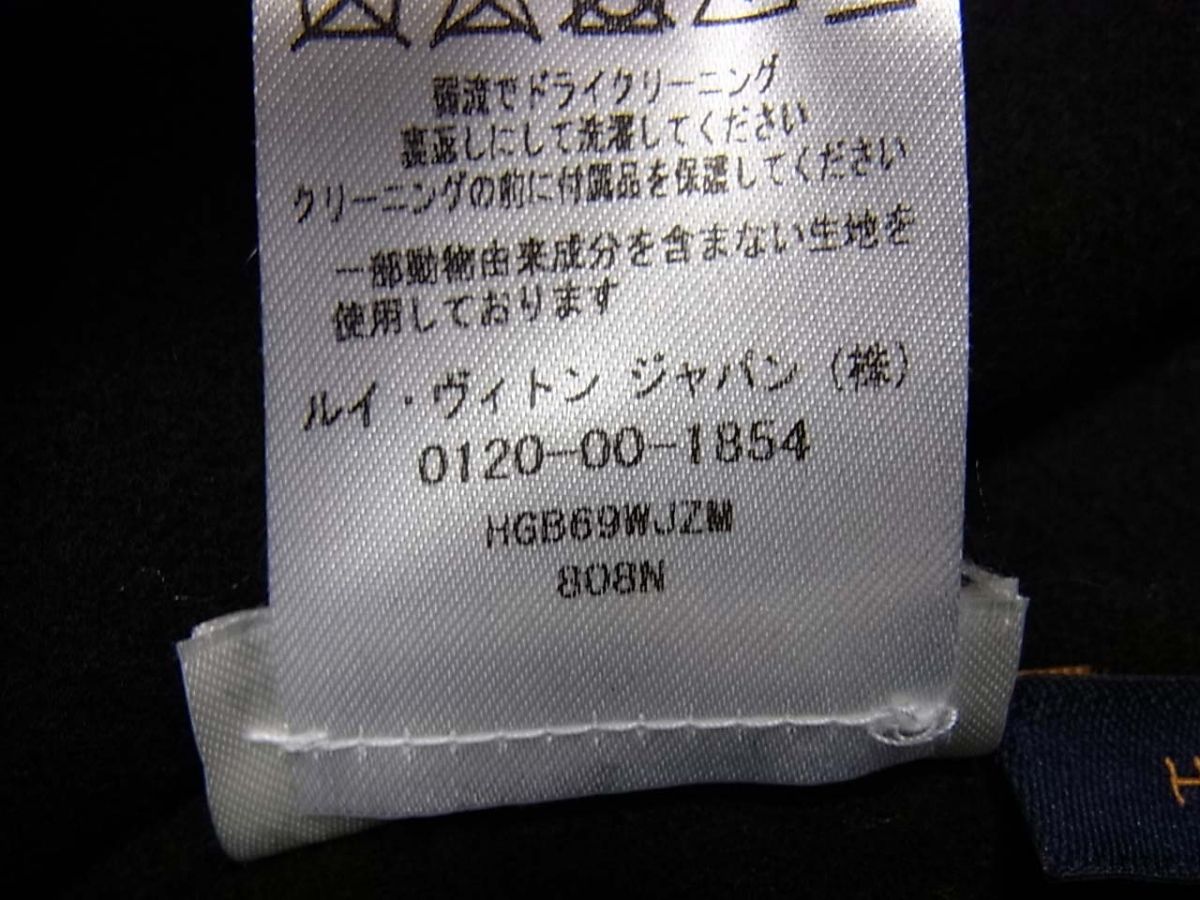 弱流でドライクリーニング
裏返しにして洗濯してください
クリーニングの前に付属品を保護してください
一部動物由来成分を含まない生地を
使用しております
ルイ・ヴィトン ジャパン (株)
0120-00-1854
HGB69WJZM
808N